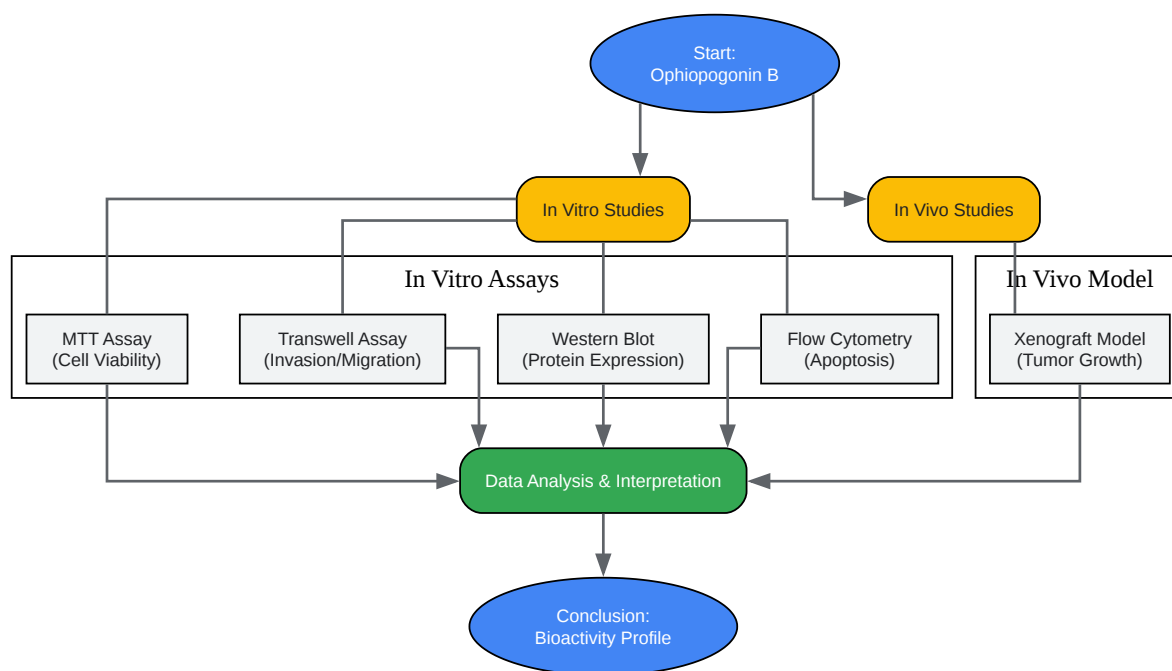 Start:
Ophiopogonin B
In Vitro Studies
In Vivo Studies
In Vitro Assays
In Vivo Model
MTT Assay
(Cell Viability)
Transwell Assay
(Invasion/Migration)
Western Blot
(Protein Expression)
Flow Cytometry
(Apoptosis)
Xenograft Model
(Tumor Growth)
Data Analysis & Interpretation
Conclusion:
Bioactivity Profile